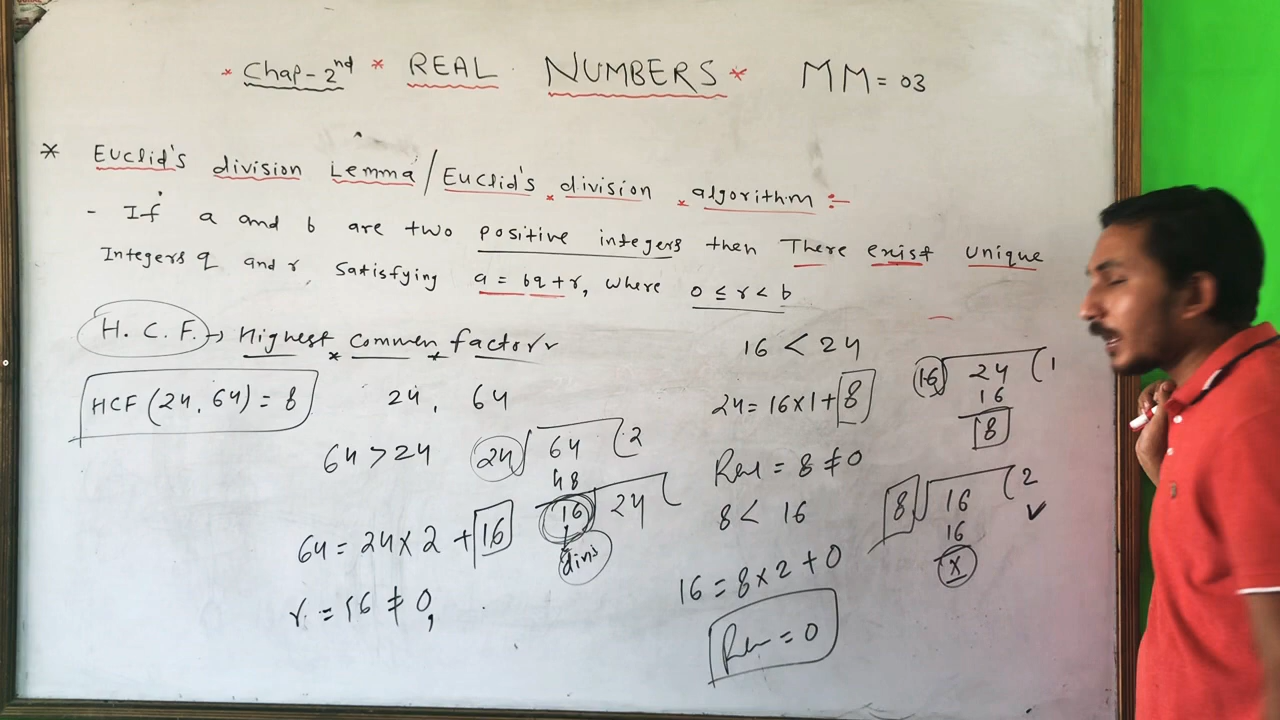 * Chap-2nd * REAL NUMBERS * MM = 03
* Euclid's division Lemma/Euclid's division algorithm :-
- If a and b are two positive integers then There exist unique
Integers q and r satisfying a = bq + r, where 0 ≤ r < b
H. C. F. → Highest commen factorr
HCF (24, 64) = 8
24, 64
64 > 24
24) 64 (2
48
16) 24 (
divis
64 = 24 × 2 + 16
r = 16 ≠ 0,
16 < 24
24 = 16 × 1 + 8
Rem = 8 ≠ 0
8 < 16
16 = 8 × 2 + 0
Rem = 0
16) 24 (1
16
8
8) 16 (2 ✓
16
x